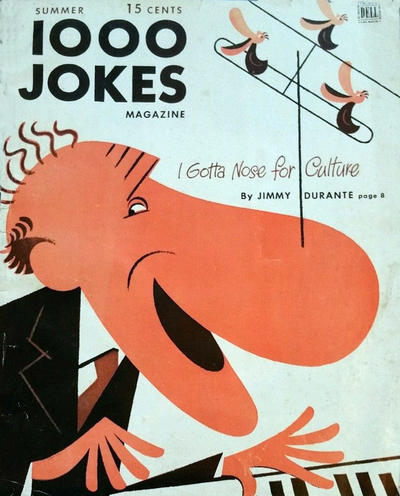 SUMMER 15 CENTS
1000
JOKES
MAGAZINE
DELL
I Gotta Nose for Culture
By JIMMY DURANTE page 8